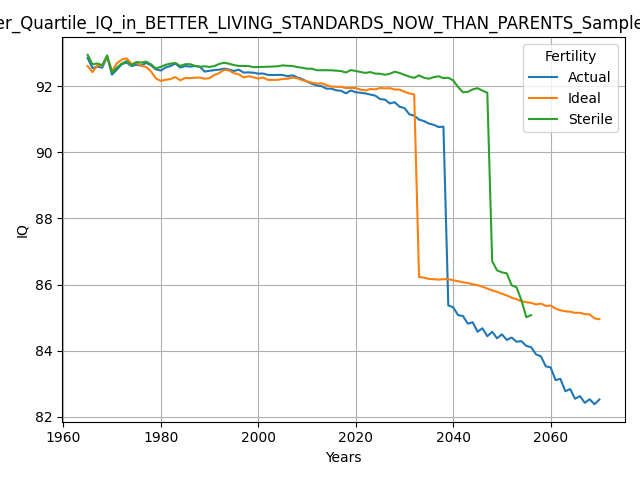 er_Quartile_IQ_in_BETTER_LIVING_STANDARDS_NOW_THAN_PARENTS_Sample
Fertility
Actual
Ideal
Sterile
92
90
88
86
84
82
IQ
1960 1980 2000 2020 2040 2060
Years